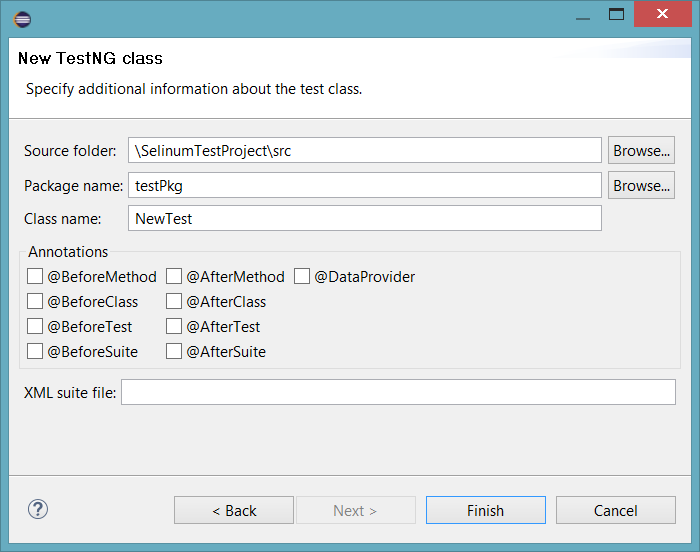 New TestNG class
Specify additional information about the test class.
Source folder: \SelinumTestProject\src Browse...
Package name: testPkg Browse...
Class name: NewTest
Annotations
@BeforeMethod @AfterMethod @DataProvider
@BeforeClass @AfterClass
@BeforeTest @AfterTest
@BeforeSuite @AfterSuite
XML suite file:
? < Back Next > Finish Cancel